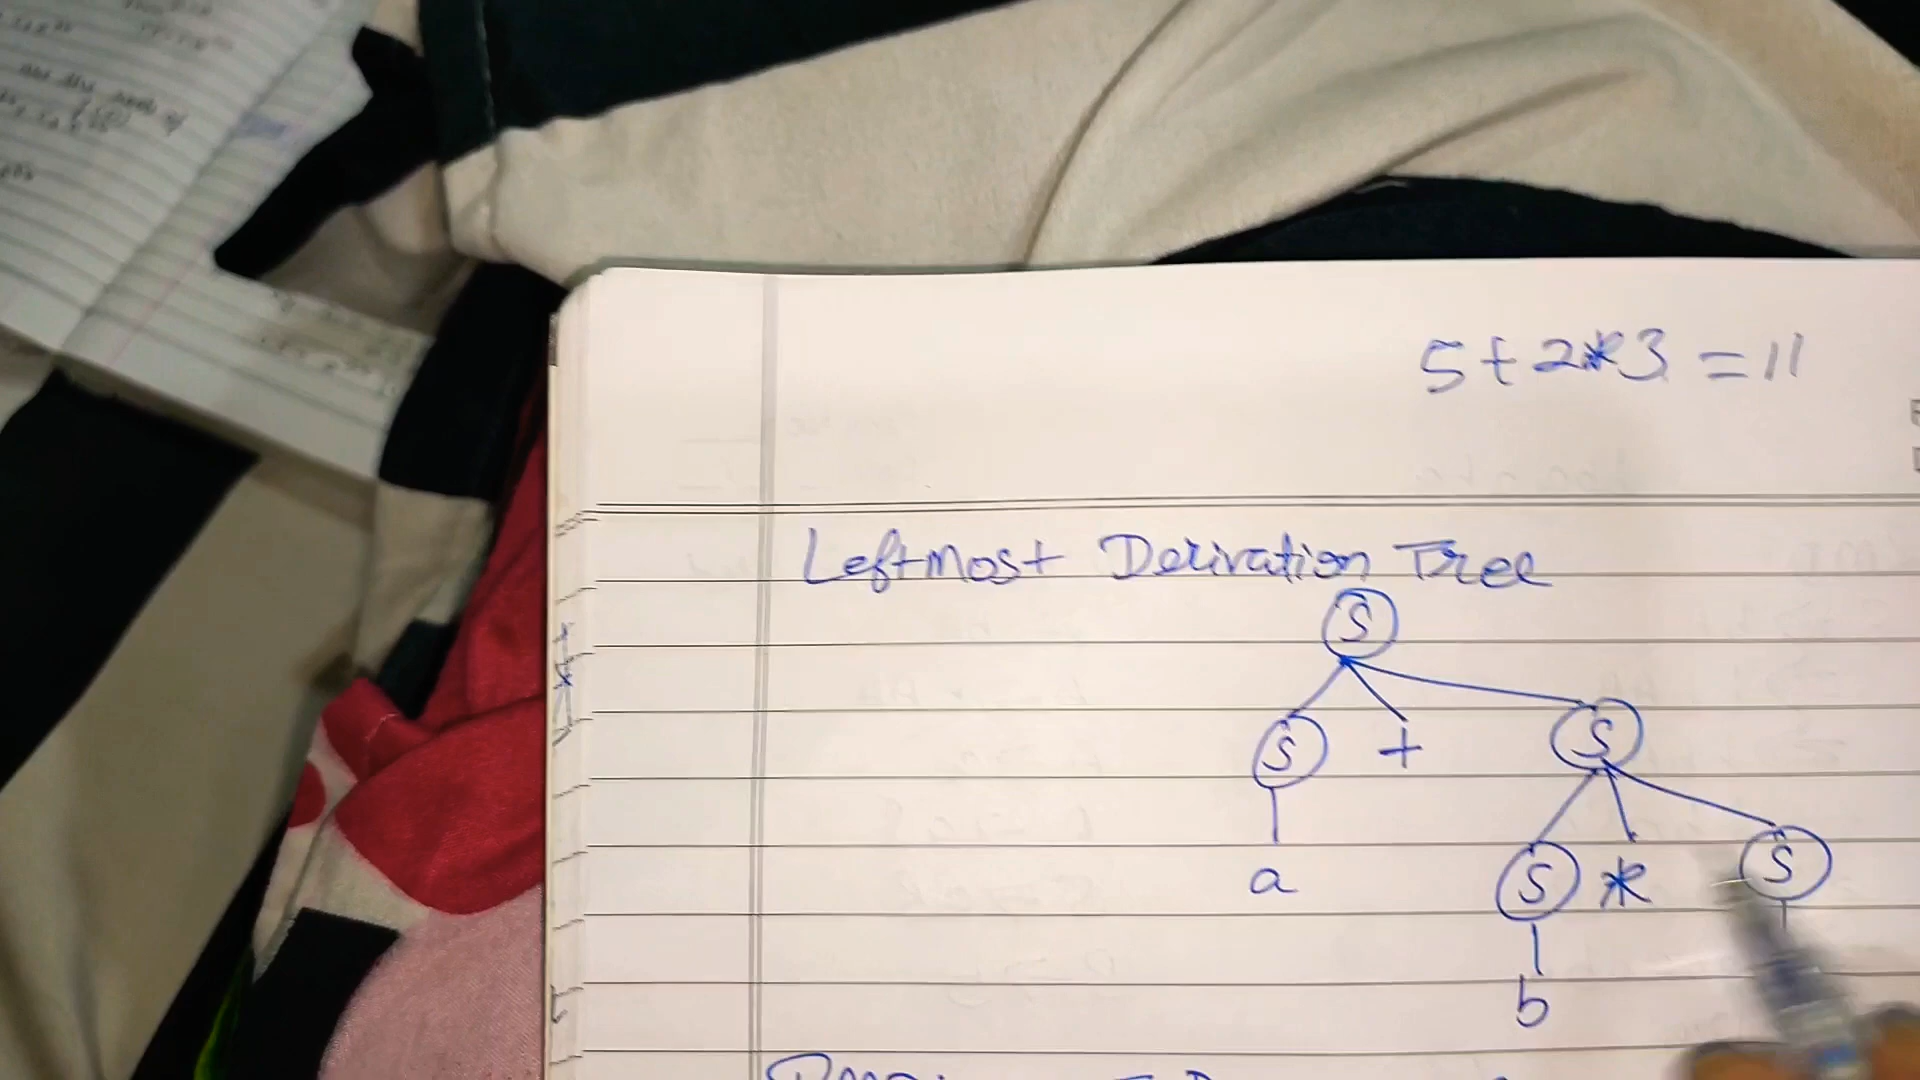 5+2*3 = 11
Leftmost Derivation Tree
S
S + S
a S * S
b